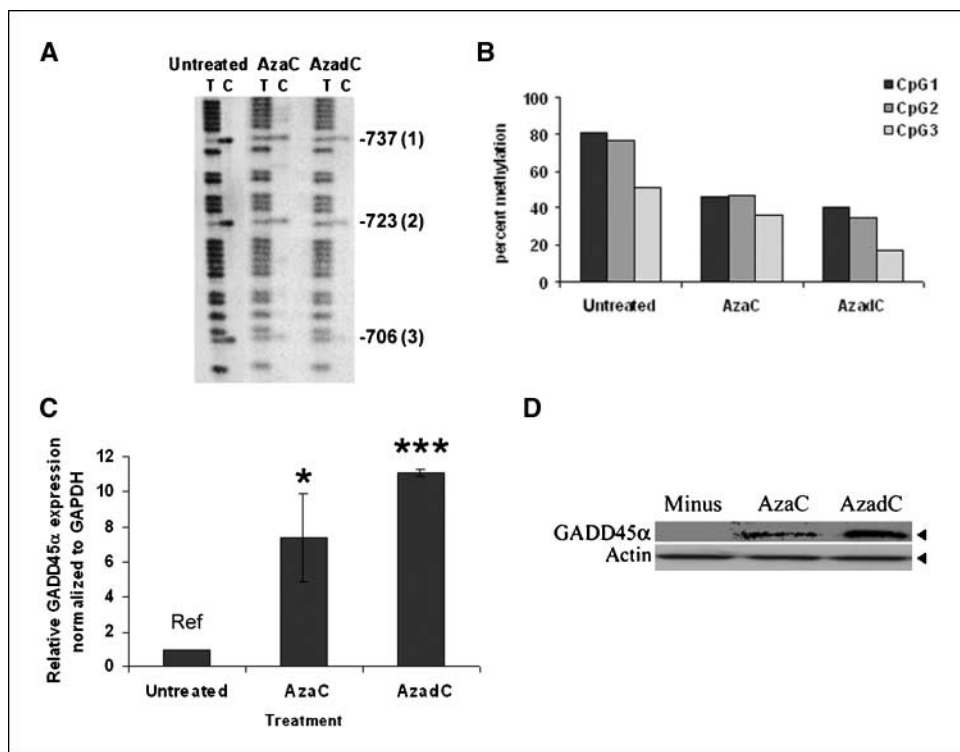 A
Untreated AzaC AzadC
T C T C T C
-737 (1)
-723 (2)
-706 (3)
B
CpG1
CpG2
CpG3
percent methylation
100
80
60
40
20
0
Untreated AzaC AzadC
C
Relative GADD45α expression
normalized to GAPDH
12
10
8
6
4
2
0
Ref
*
***
Untreated AzaC AzadC
Treatment
D
Minus AzaC AzadC
GADD45α
Actin